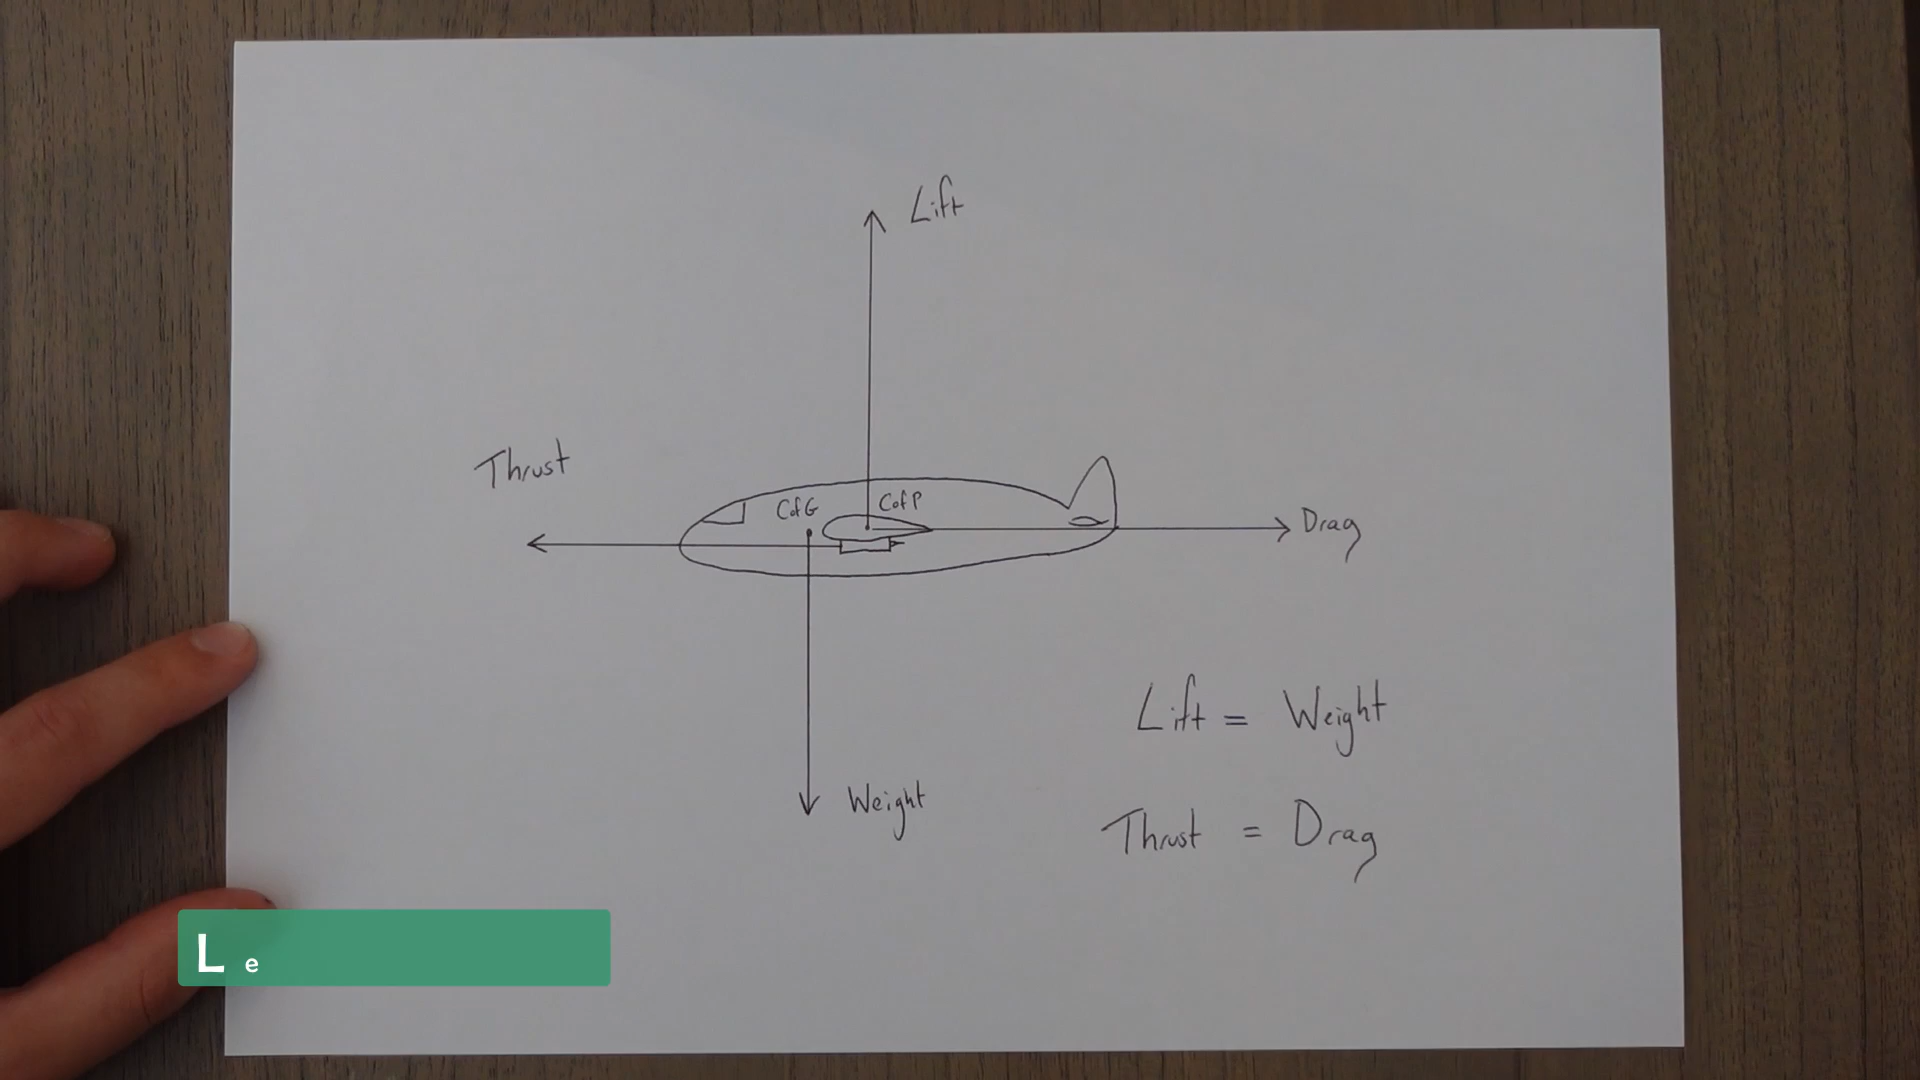 Lift
Thrust
CofG
CofP
Drag
Lift = Weight
Weight
Thrust = Drag
L e